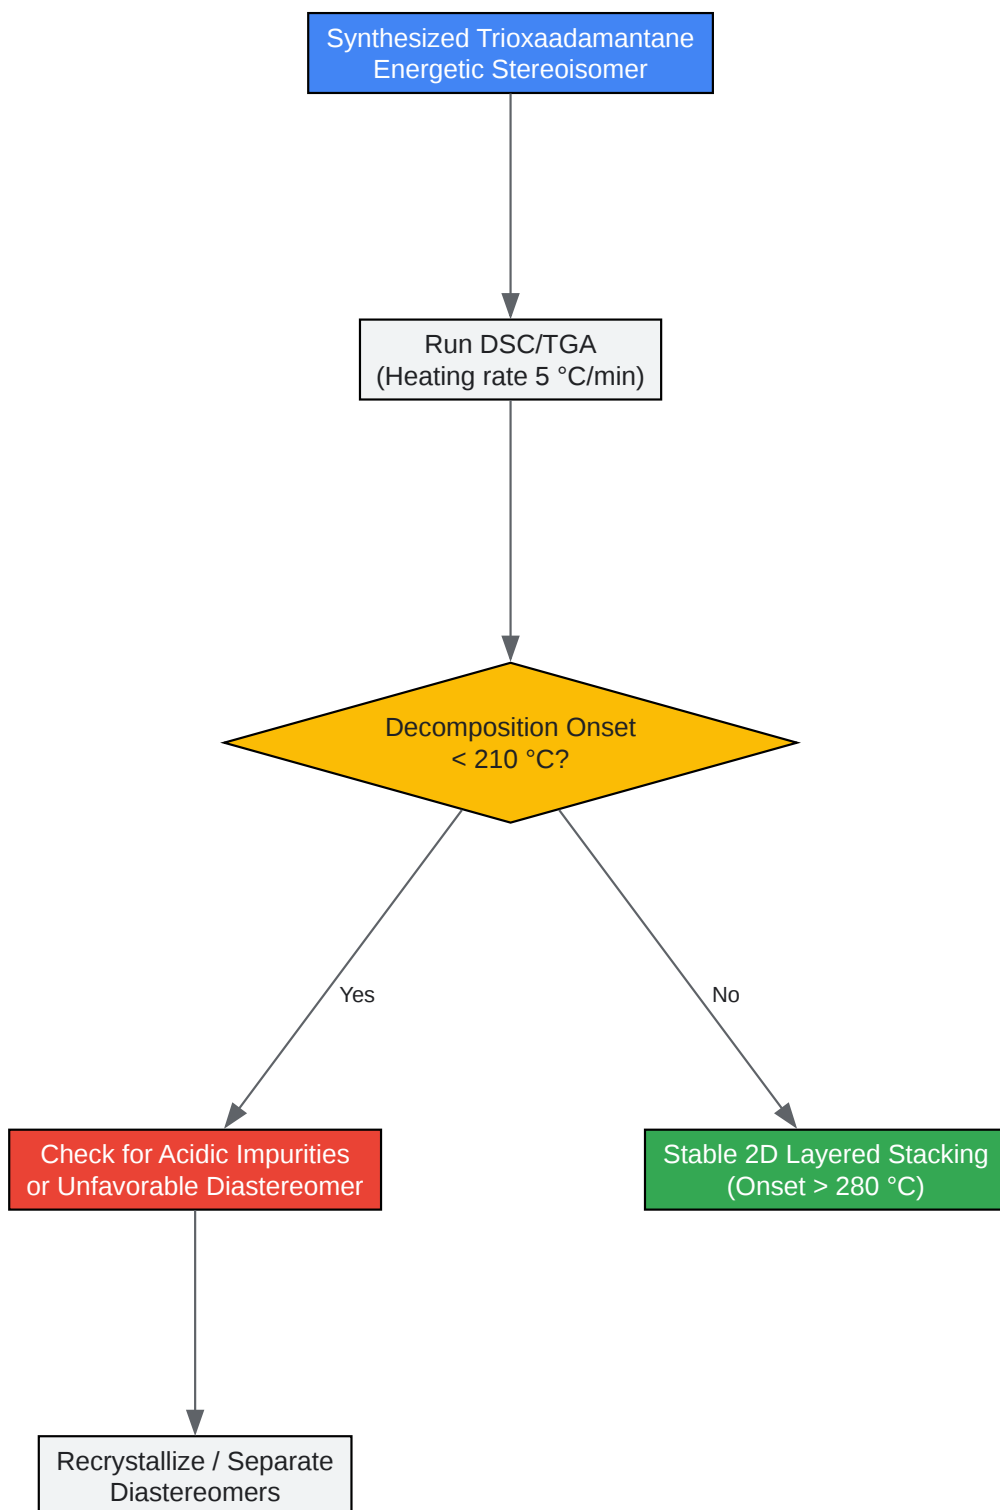 Synthesized Trioxaadamantane
Energetic Stereoisomer
Run DSC/TGA
(Heating rate 5 °C/min)
Decomposition Onset
< 210 °C?
Yes
No
Check for Acidic Impurities
or Unfavorable Diastereomer
Stable 2D Layered Stacking
(Onset > 280 °C)
Recrystallize / Separate
Diastereomers